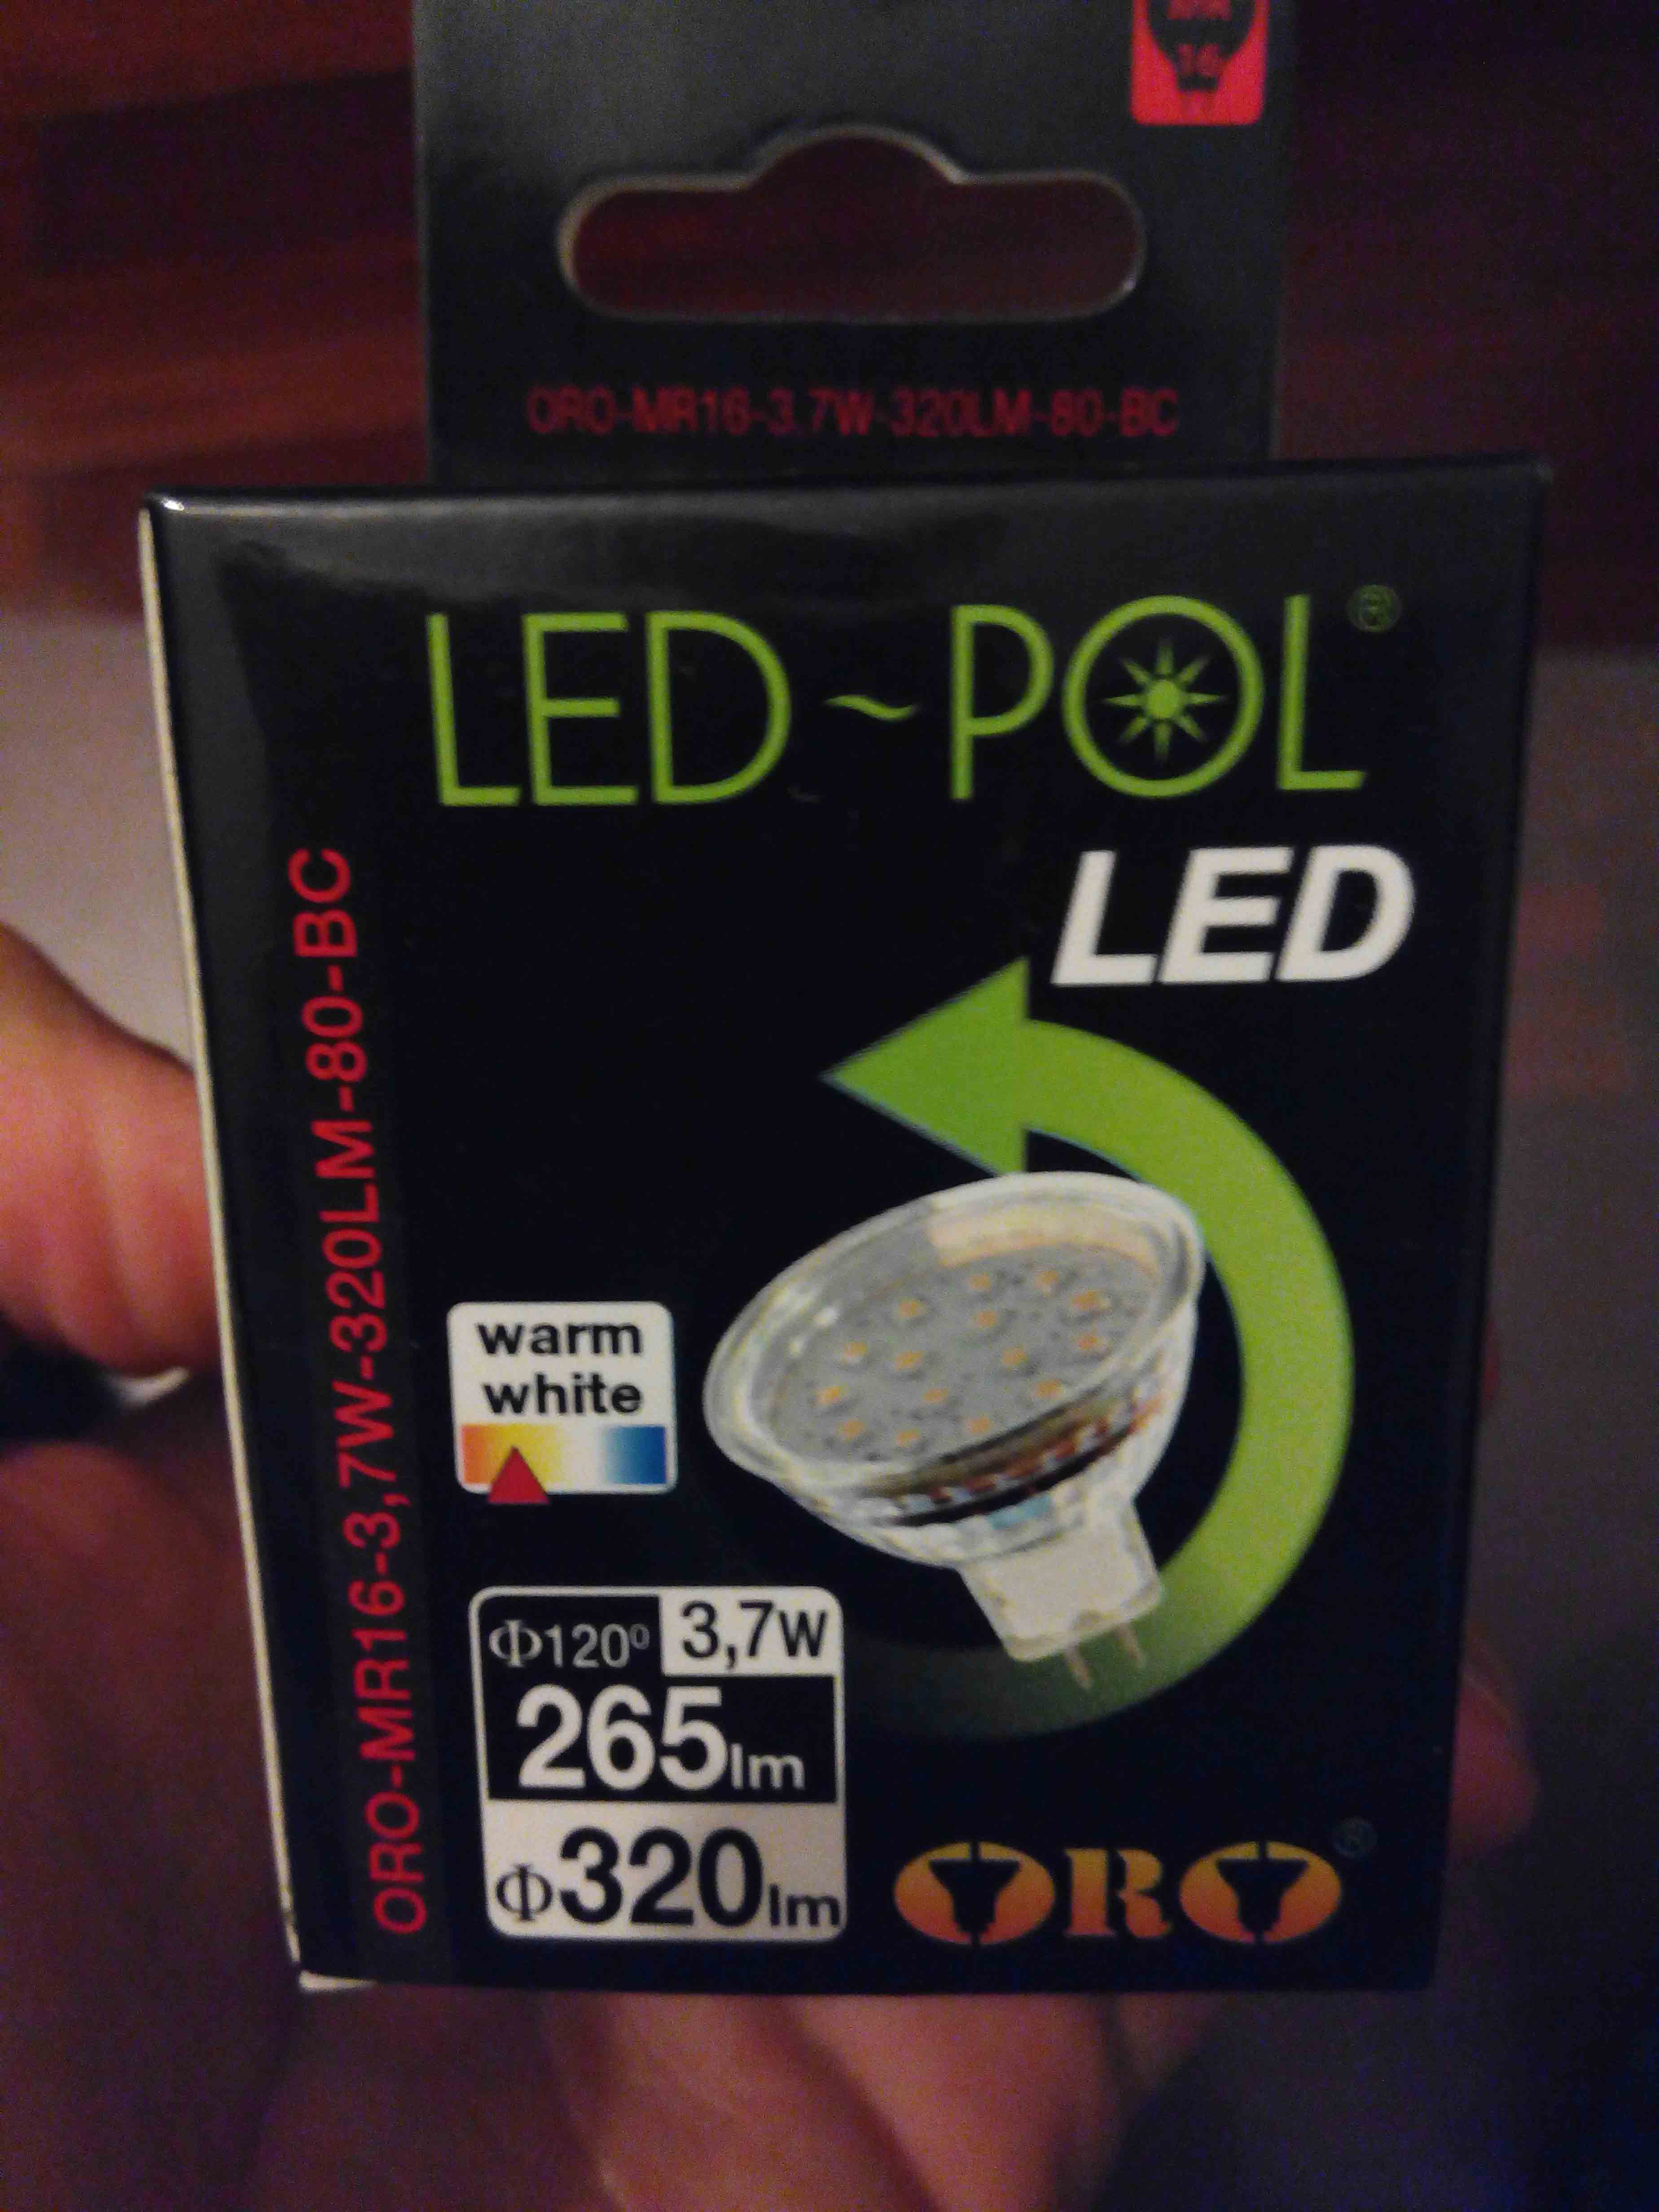 16
ORO-MR16-3.7W-320LM-80-BC
LED~POL®
LED
ORO-MR16-3,7W-320LM-80-BC
warm
white
Φ120° 3,7W
265lm
Φ320lm
ORO®